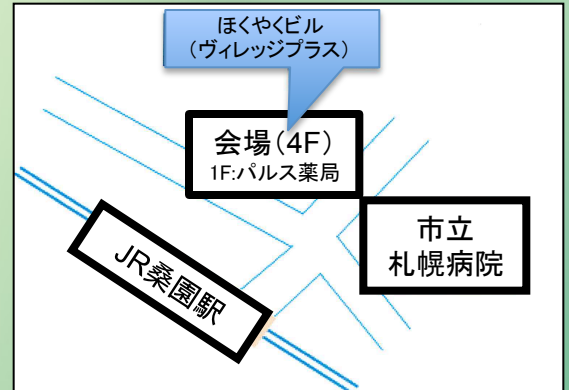 ほくやくビル
（ヴィレッジプラス）
会場（4F）
1F:パルス薬局
市立
札幌病院
JR桑園駅